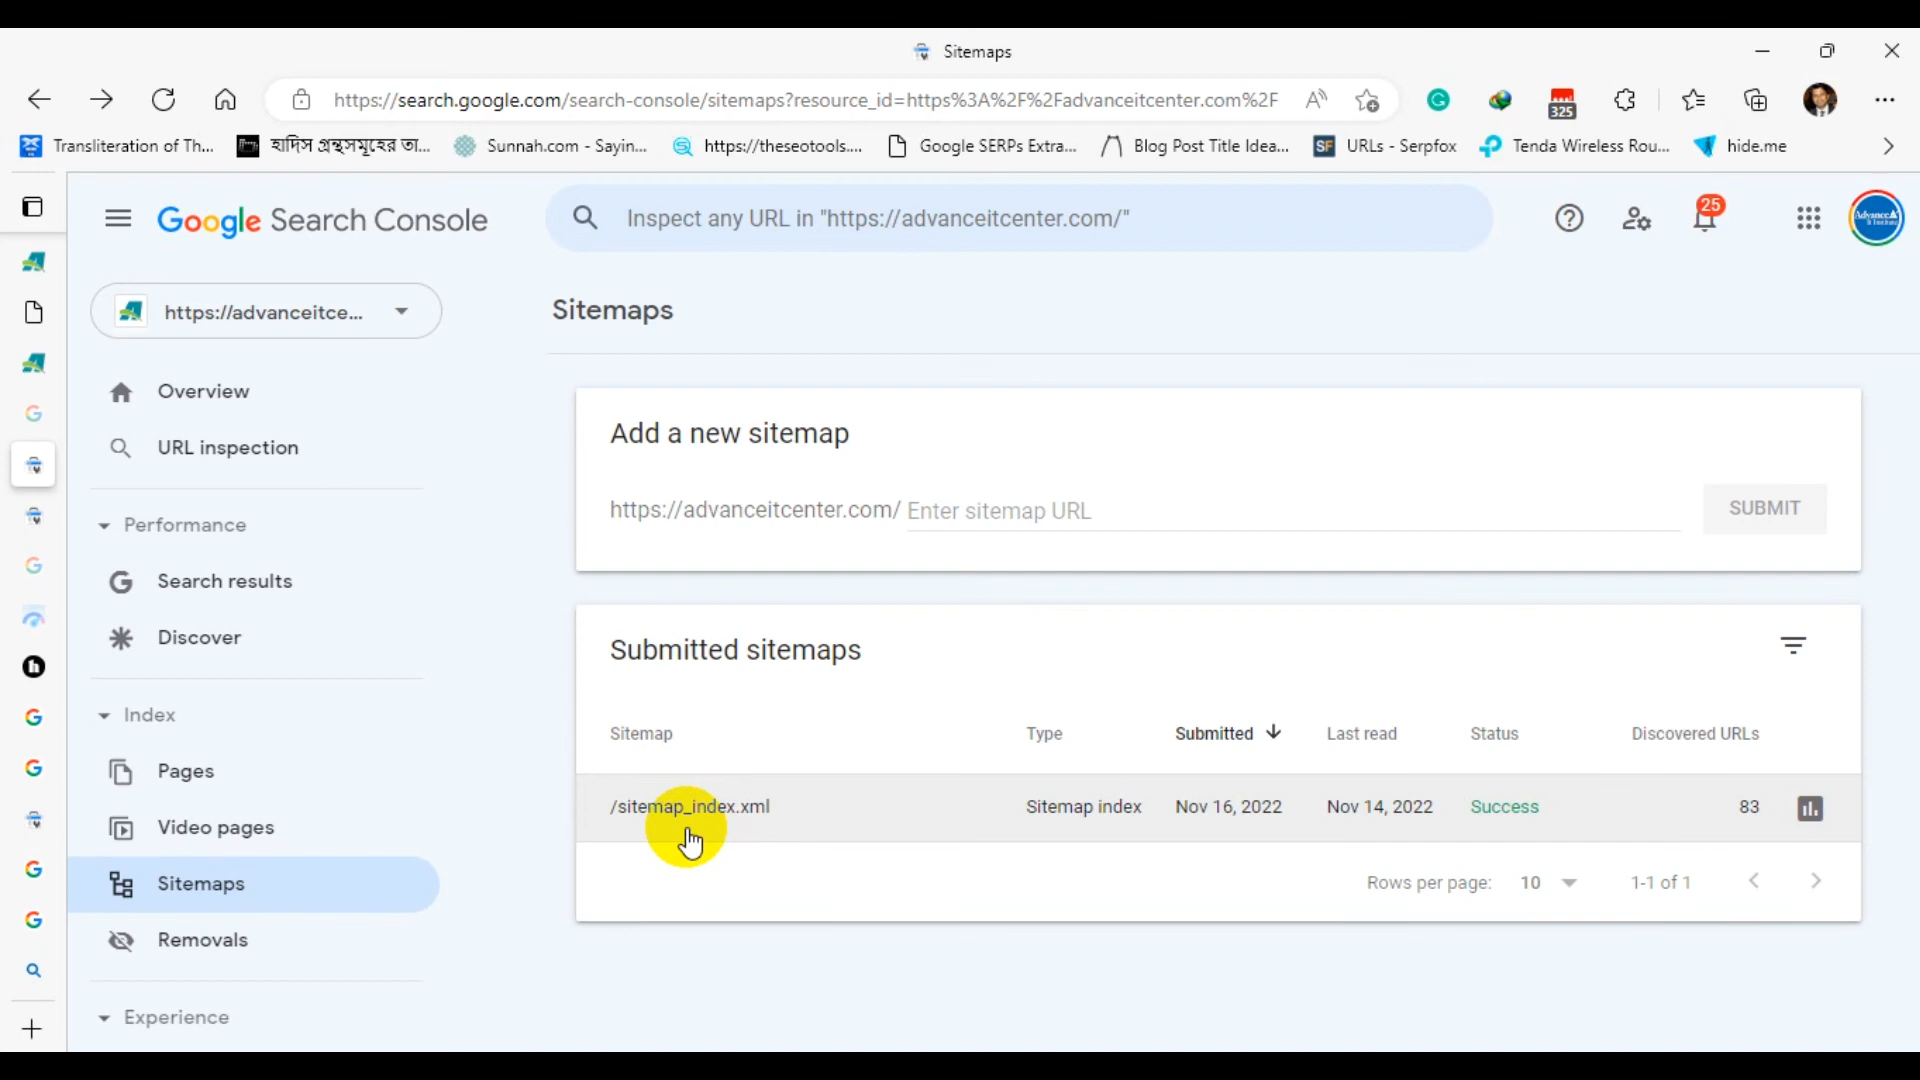 Sitemaps
https://search.google.com/search-console/sitemaps?resource_id=https%3A%2F%2Fadvanceitcenter.com%2F
325
Transliteration of Th...
হাদিস গ্রন্থসমূহের তা...
Sunnah.com - Sayin...
https://theseotools....
Google SERPs Extra...
Blog Post Title Idea...
SF URLs - Serpfox
Tenda Wireless Rou...
hide.me
Google Search Console
Inspect any URL in "https://advanceitcenter.com/"
25
https://advanceitce...
Sitemaps
Overview
URL inspection
Performance
Search results
Discover
Index
Pages
Video pages
Sitemaps
Removals
Experience
Add a new sitemap
https://advanceitcenter.com/ Enter sitemap URL
SUBMIT
Submitted sitemaps
Sitemap Type Submitted Last read Status Discovered URLs
/sitemap_index.xml Sitemap index Nov 16, 2022 Nov 14, 2022 Success 83
Rows per page: 10 1-1 of 1